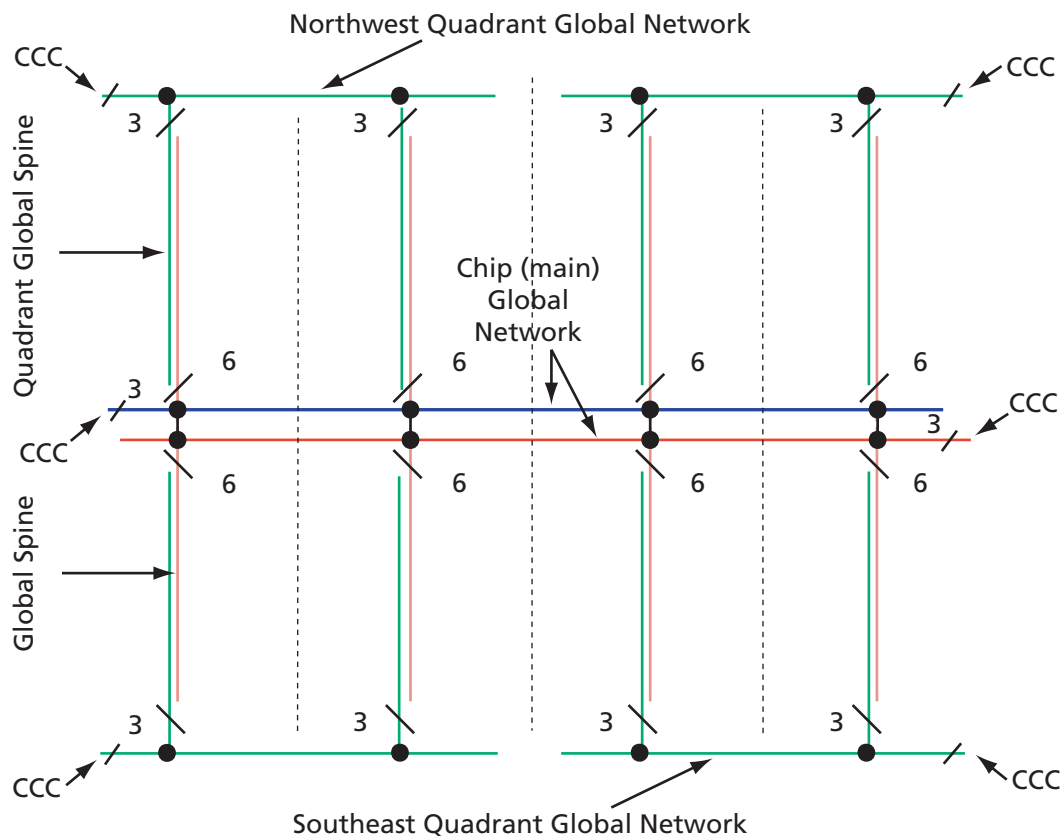 Northwest Quadrant Global Network
CCC
CCC
3
3
3
3
Quadrant Global Spine
Chip (main)
Global
Network
6
6
6
6
3
CCC
3
CCC
6
6
6
6
Global Spine
3
3
3
3
CCC
CCC
Southeast Quadrant Global Network